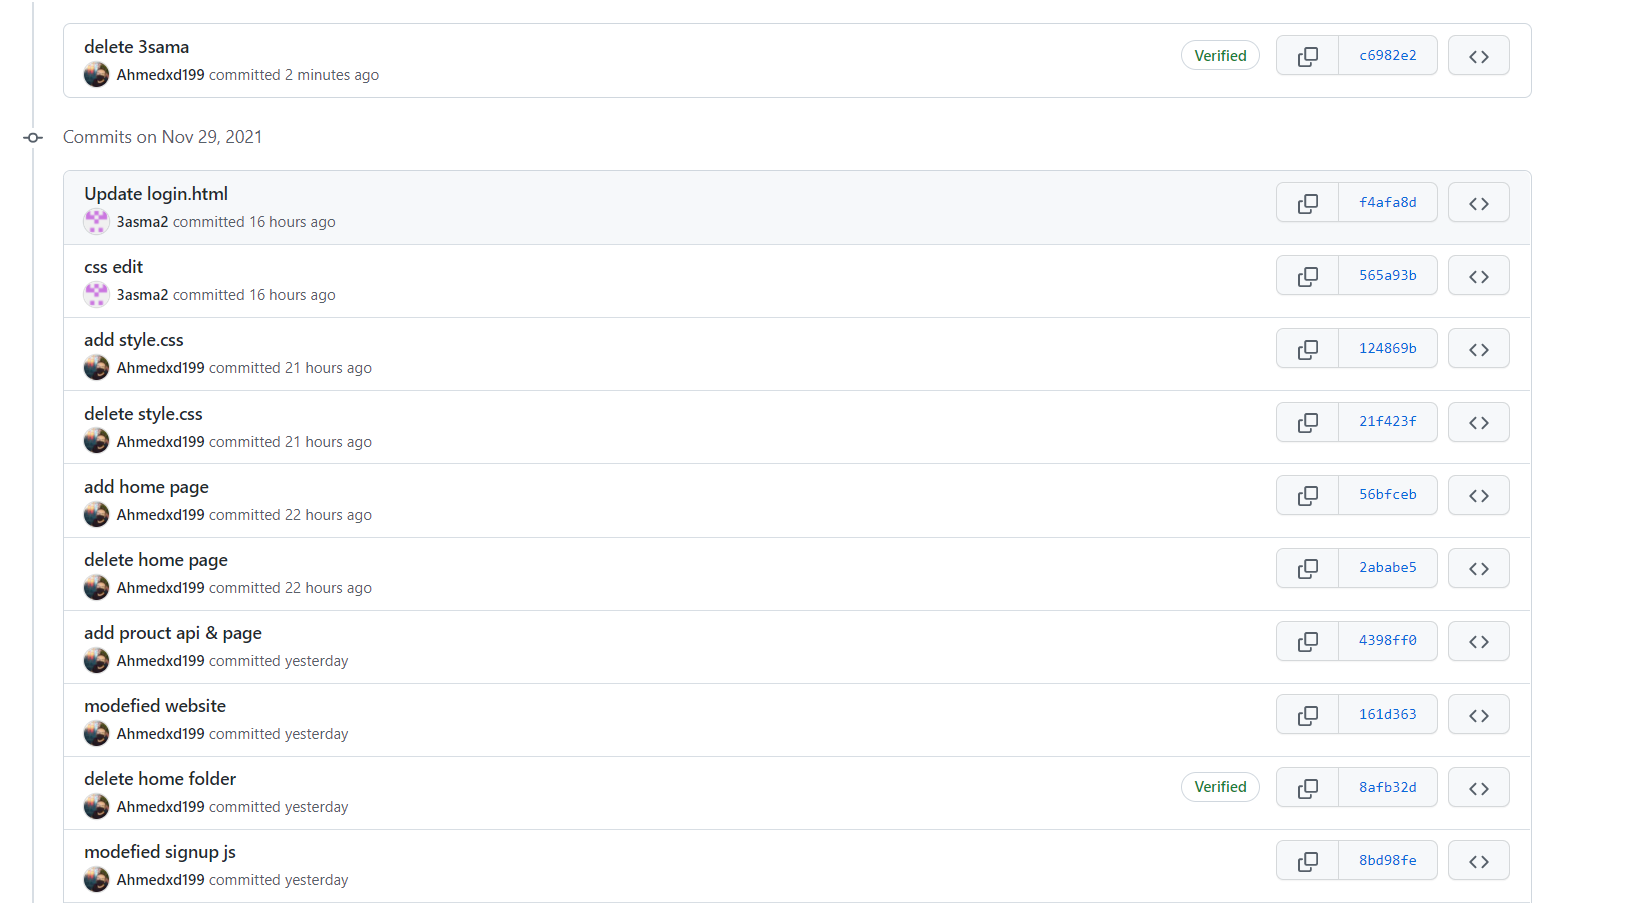 delete 3sama
Ahmedxd199 committed 2 minutes ago
Verified
c6982e2
Commits on Nov 29, 2021
Update login.html
3asma2 committed 16 hours ago
f4afa8d
css edit
3asma2 committed 16 hours ago
565a93b
add style.css
Ahmedxd199 committed 21 hours ago
124869b
delete style.css
Ahmedxd199 committed 21 hours ago
21f423f
add home page
Ahmedxd199 committed 22 hours ago
56bfceb
delete home page
Ahmedxd199 committed 22 hours ago
2ababe5
add prouct api & page
Ahmedxd199 committed yesterday
4398ff0
modefied website
Ahmedxd199 committed yesterday
161d363
delete home folder
Ahmedxd199 committed yesterday
Verified
8afb32d
modefied signup js
Ahmedxd199 committed yesterday
8bd98fe